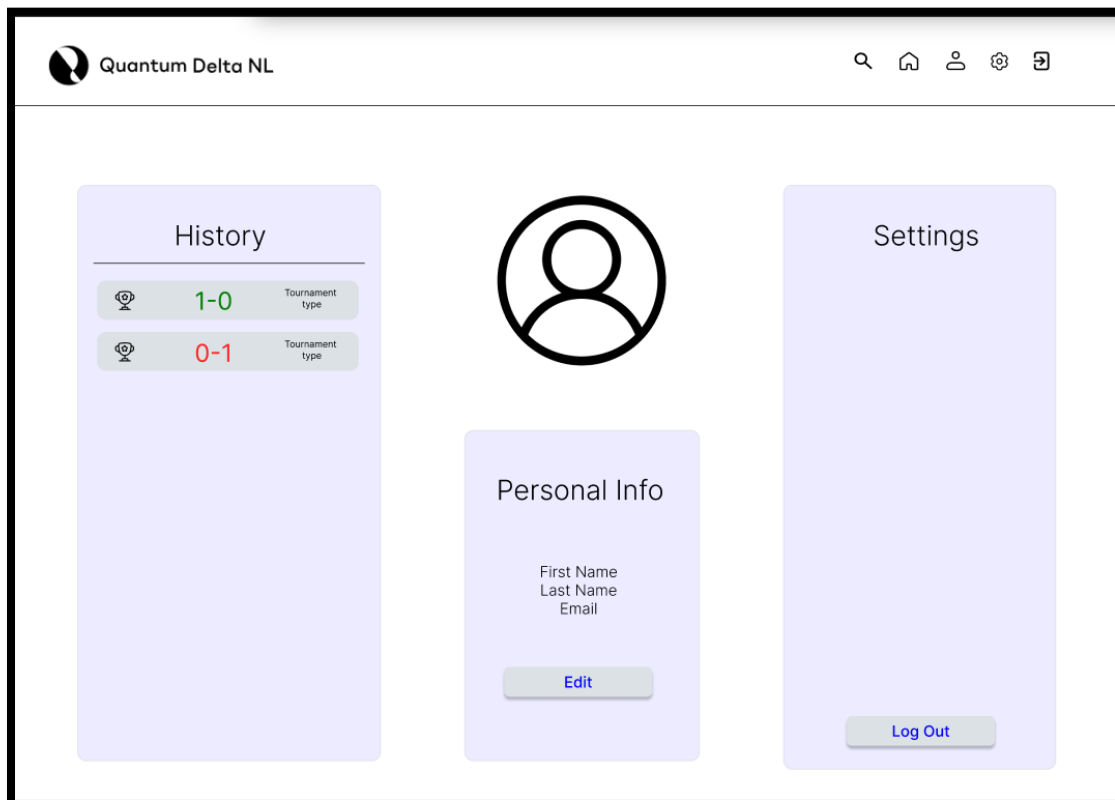 Quantum Delta NL
History
1-0
Tournament
type
0-1
Tournament
type
Personal Info
First Name
Last Name
Email
Edit
Settings
Log Out